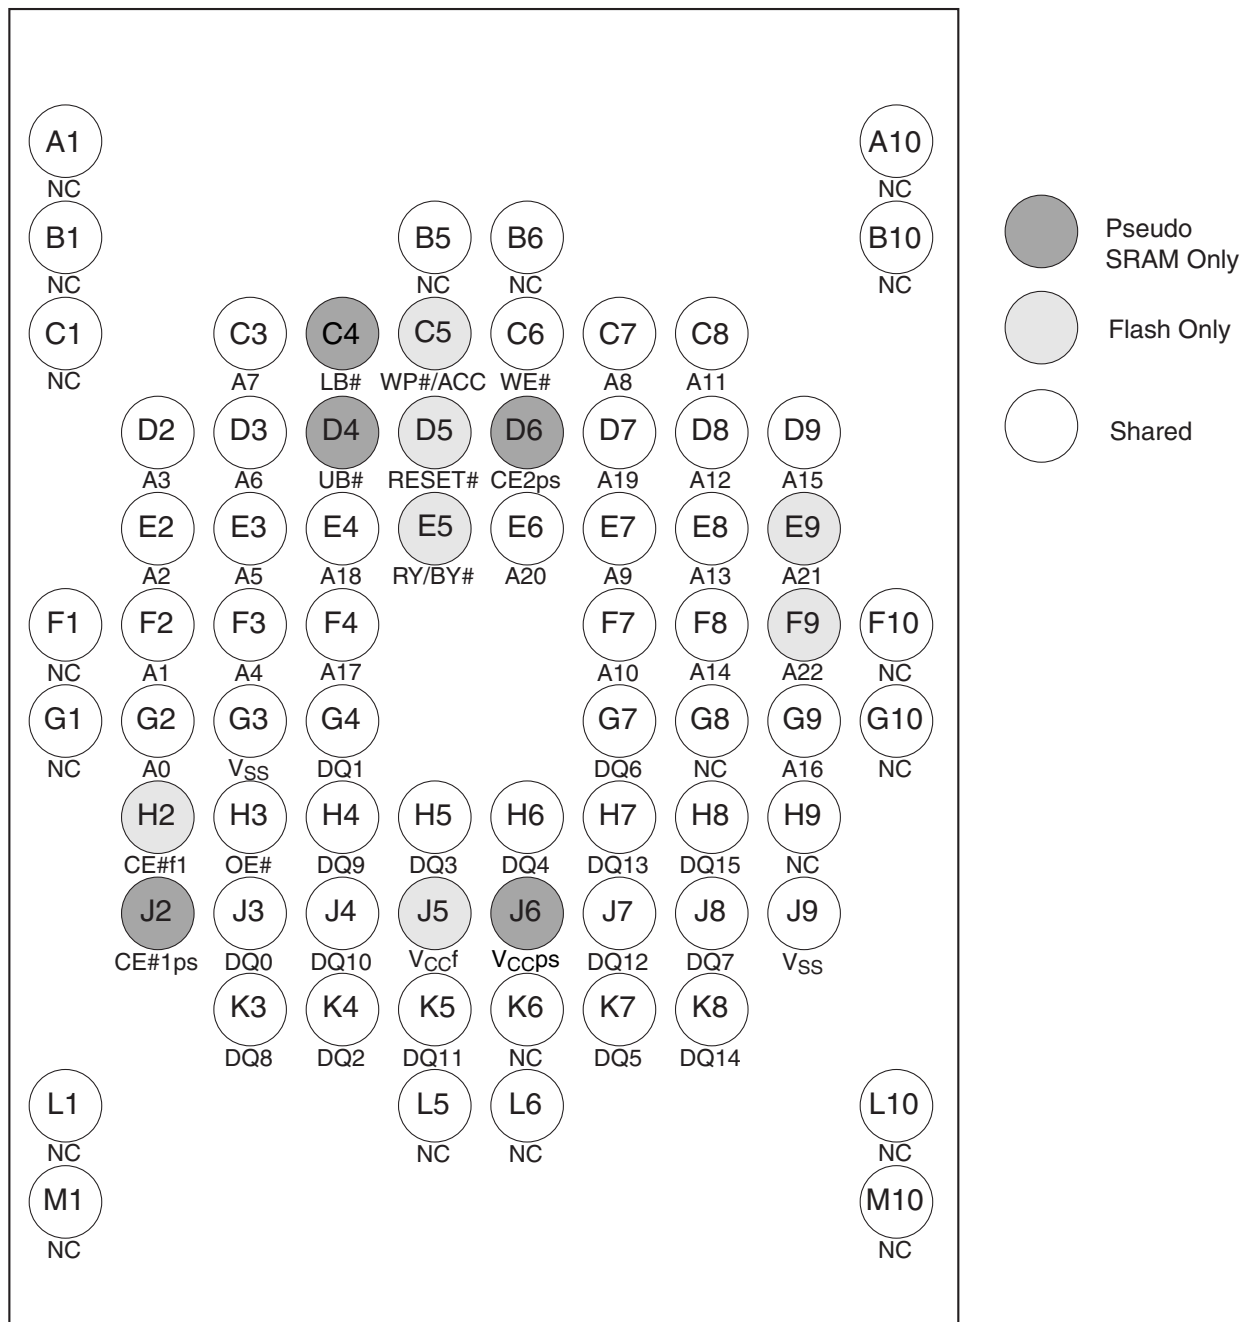 A1 A10
NC NC
B1 B5 B6 B10
NC NC NC NC
C1 C3 C4 C5 C6 C7 C8
NC A7 LB# WP#/ACC WE# A8 A11
D2 D3 D4 D5 D6 D7 D8 D9
A3 A6 UB# RESET# CE2ps A19 A12 A15
E2 E3 E4 E5 E6 E7 E8 E9
A2 A5 A18 RY/BY# A20 A9 A13 A21
F1 F2 F3 F4 F7 F8 F9 F10
NC A1 A4 A17 A10 A14 A22 NC
G1 G2 G3 G4 G7 G8 G9 G10
NC A0 VSS DQ1 DQ6 NC A16 NC
H2 H3 H4 H5 H6 H7 H8 H9
CE#f1 OE# DQ9 DQ3 DQ4 DQ13 DQ15 NC
J2 J3 J4 J5 J6 J7 J8 J9
CE#1ps DQ0 DQ10 VCCf VCCps DQ12 DQ7 VSS
K3 K4 K5 K6 K7 K8
DQ8 DQ2 DQ11 NC DQ5 DQ14
L1 L5 L6 L10
NC NC NC NC
M1 M10
NC NC
Pseudo
SRAM Only
Flash Only
Shared